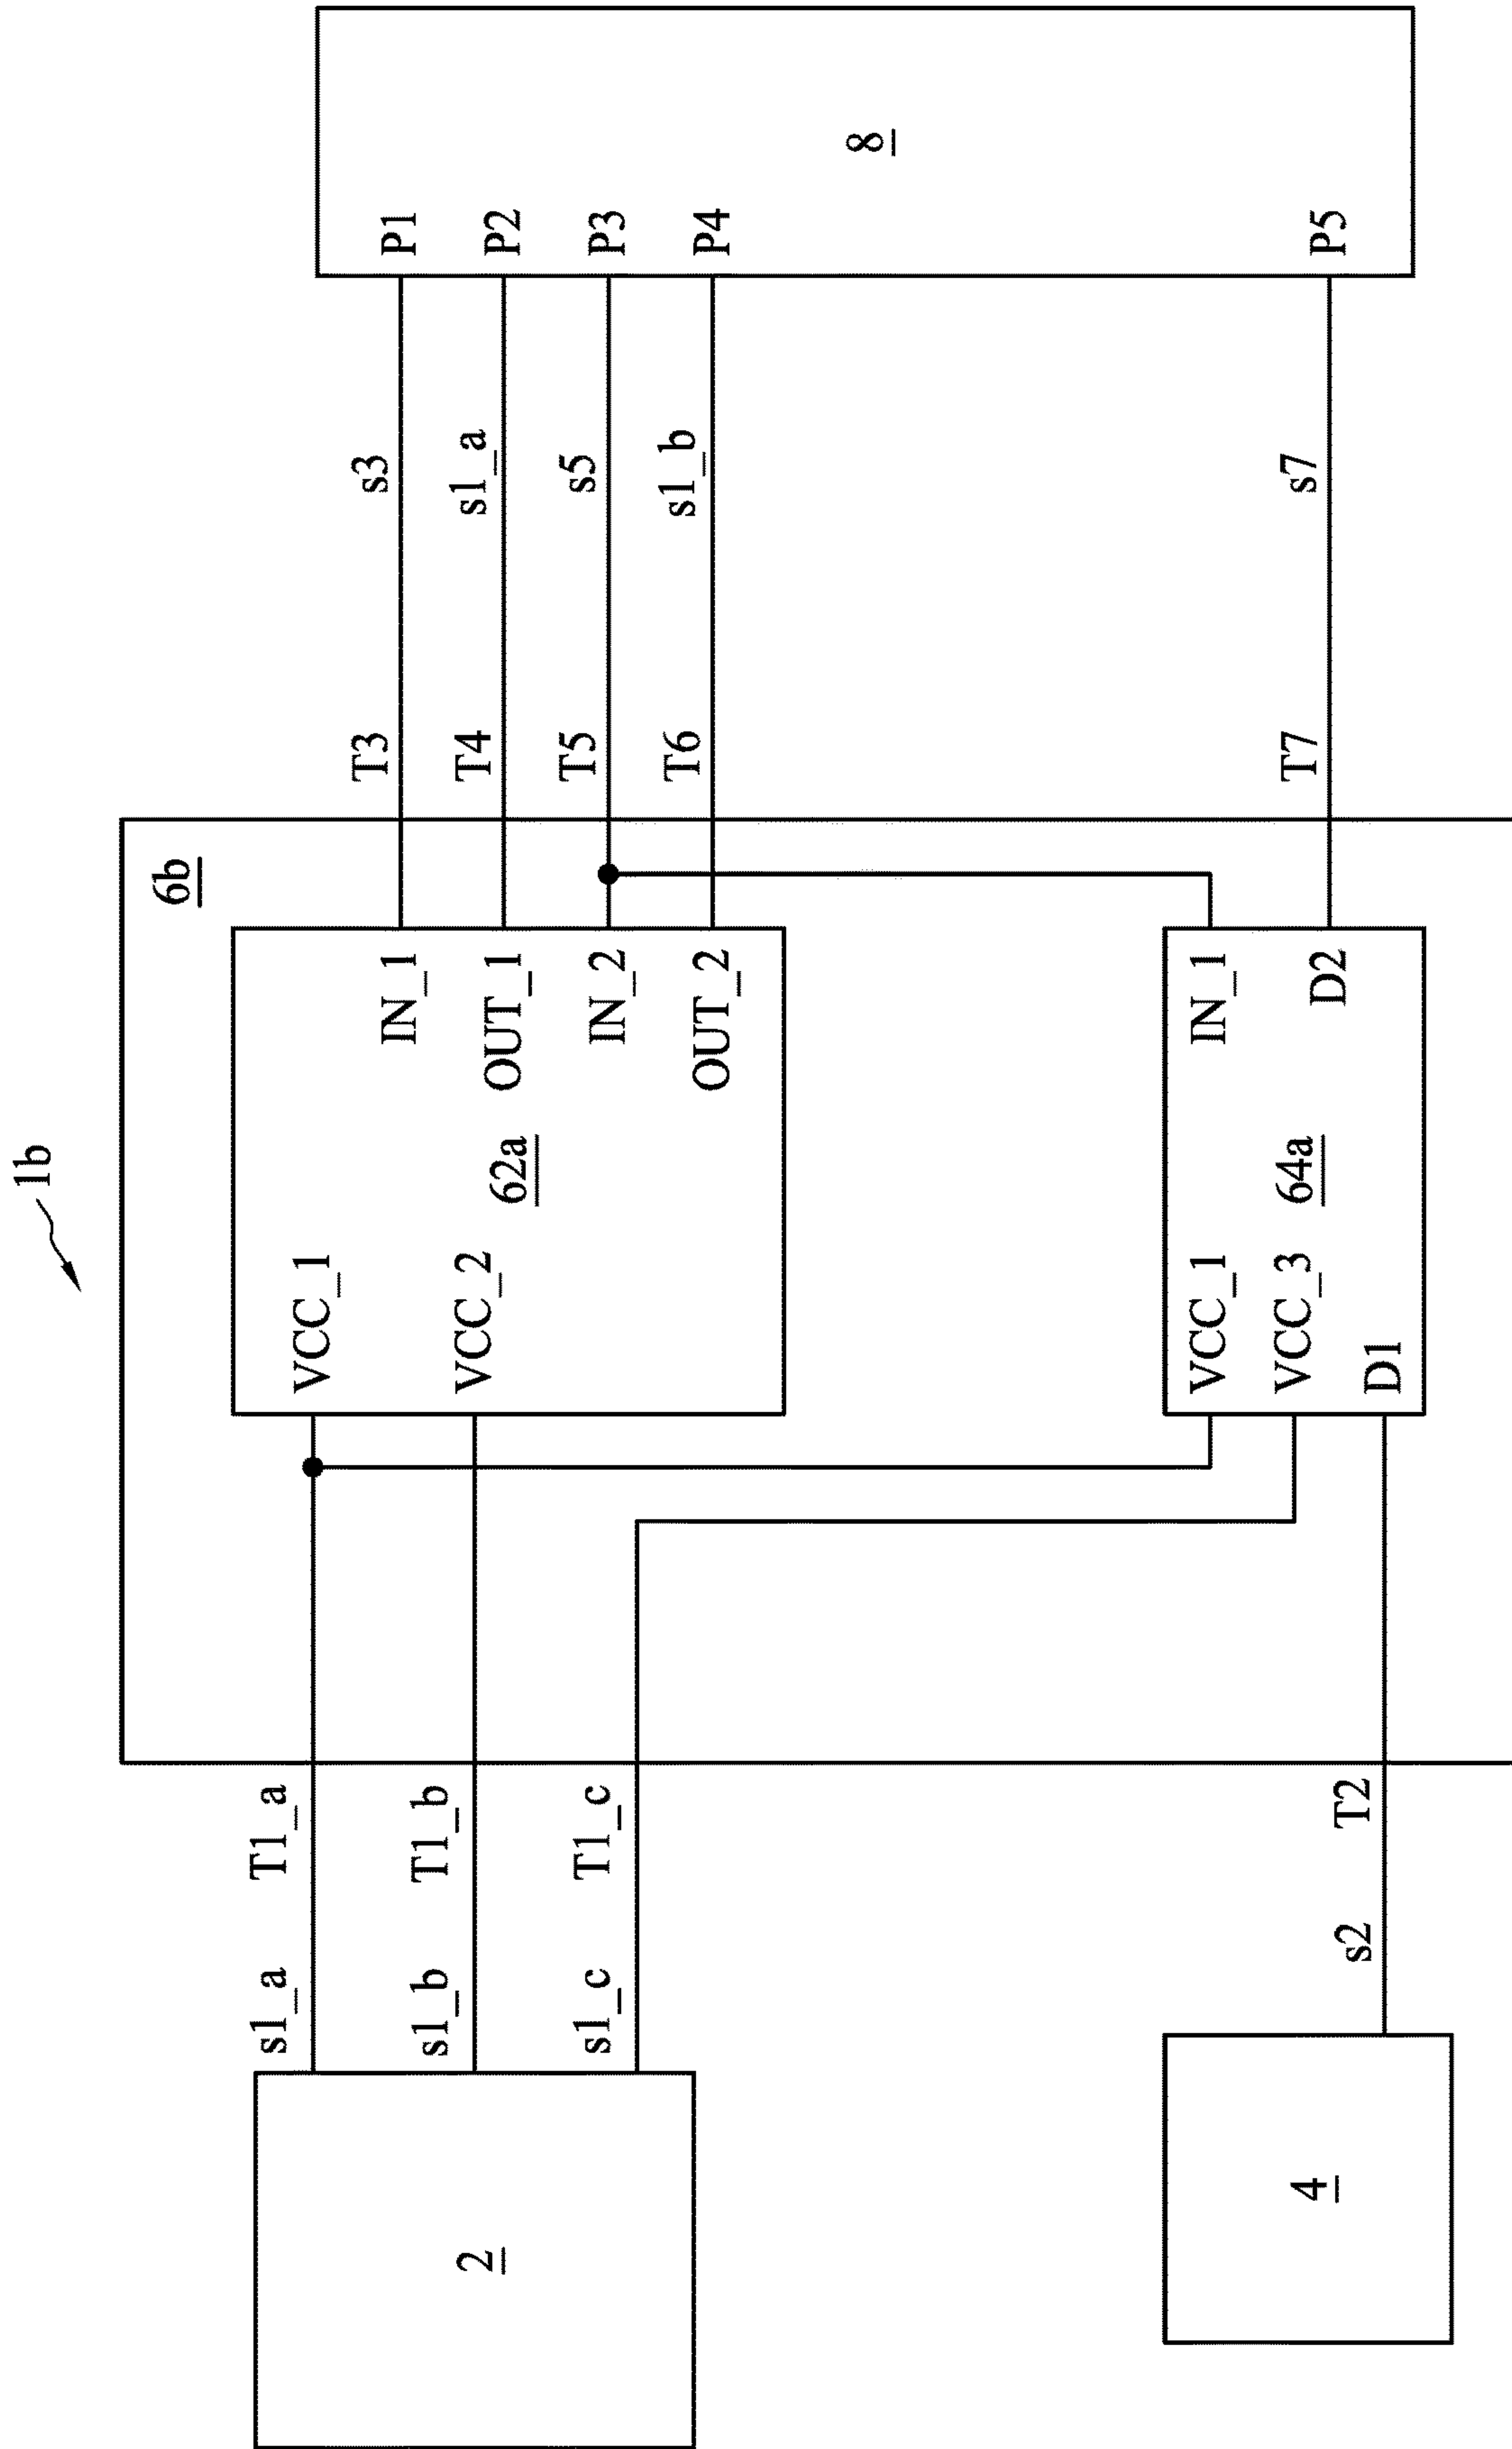 1b
6b
s1_a
T1_a
s1_b
T1_b
s1_c
T1_c
2
VCC_1
VCC_2
62a
IN_1
OUT_1
IN_2
OUT_2
T3
s3
T4
s1_a
T5
s5
T6
s1_b
P1
P2
P3
P4
8
P5
4
s2
T2
VCC_1
VCC_3
D1
64a
IN_1
D2
T7
s7